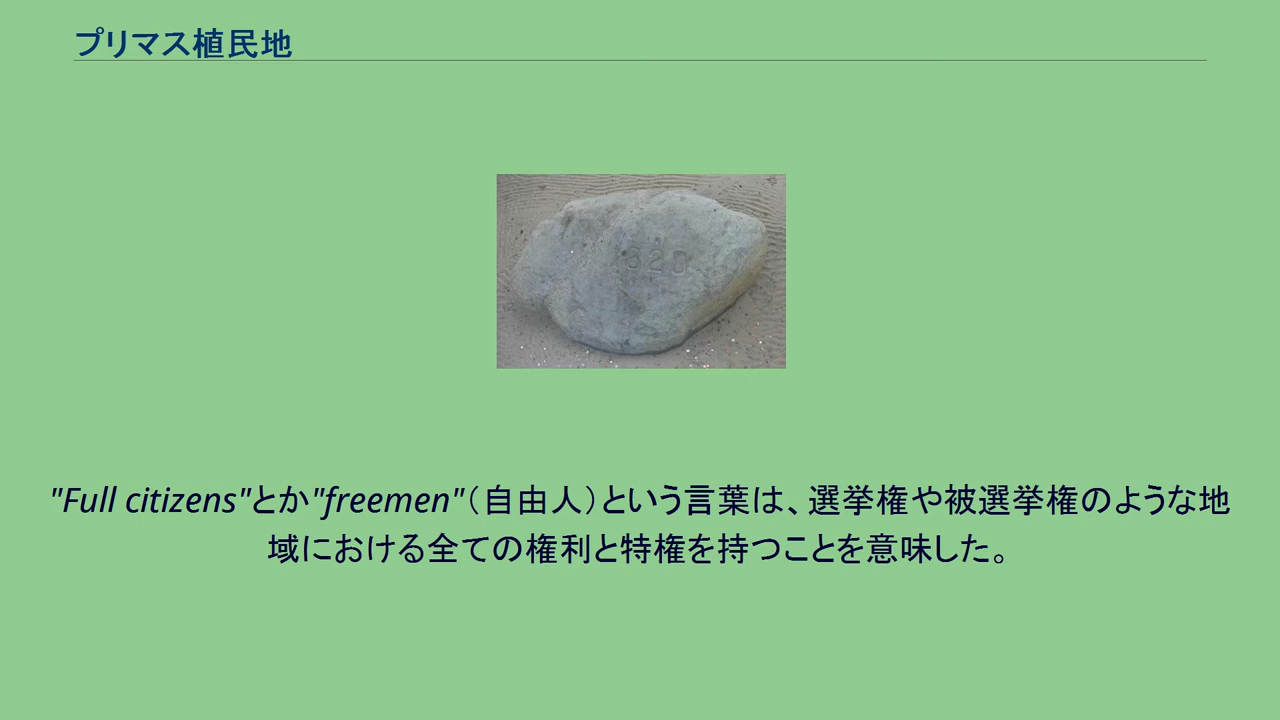 プリマス植民地
620
"Full citizens"とか"freemen"（自由人）という言葉は、選挙権や被選挙権のような地
域における全ての権利と特権を持つことを意味した。